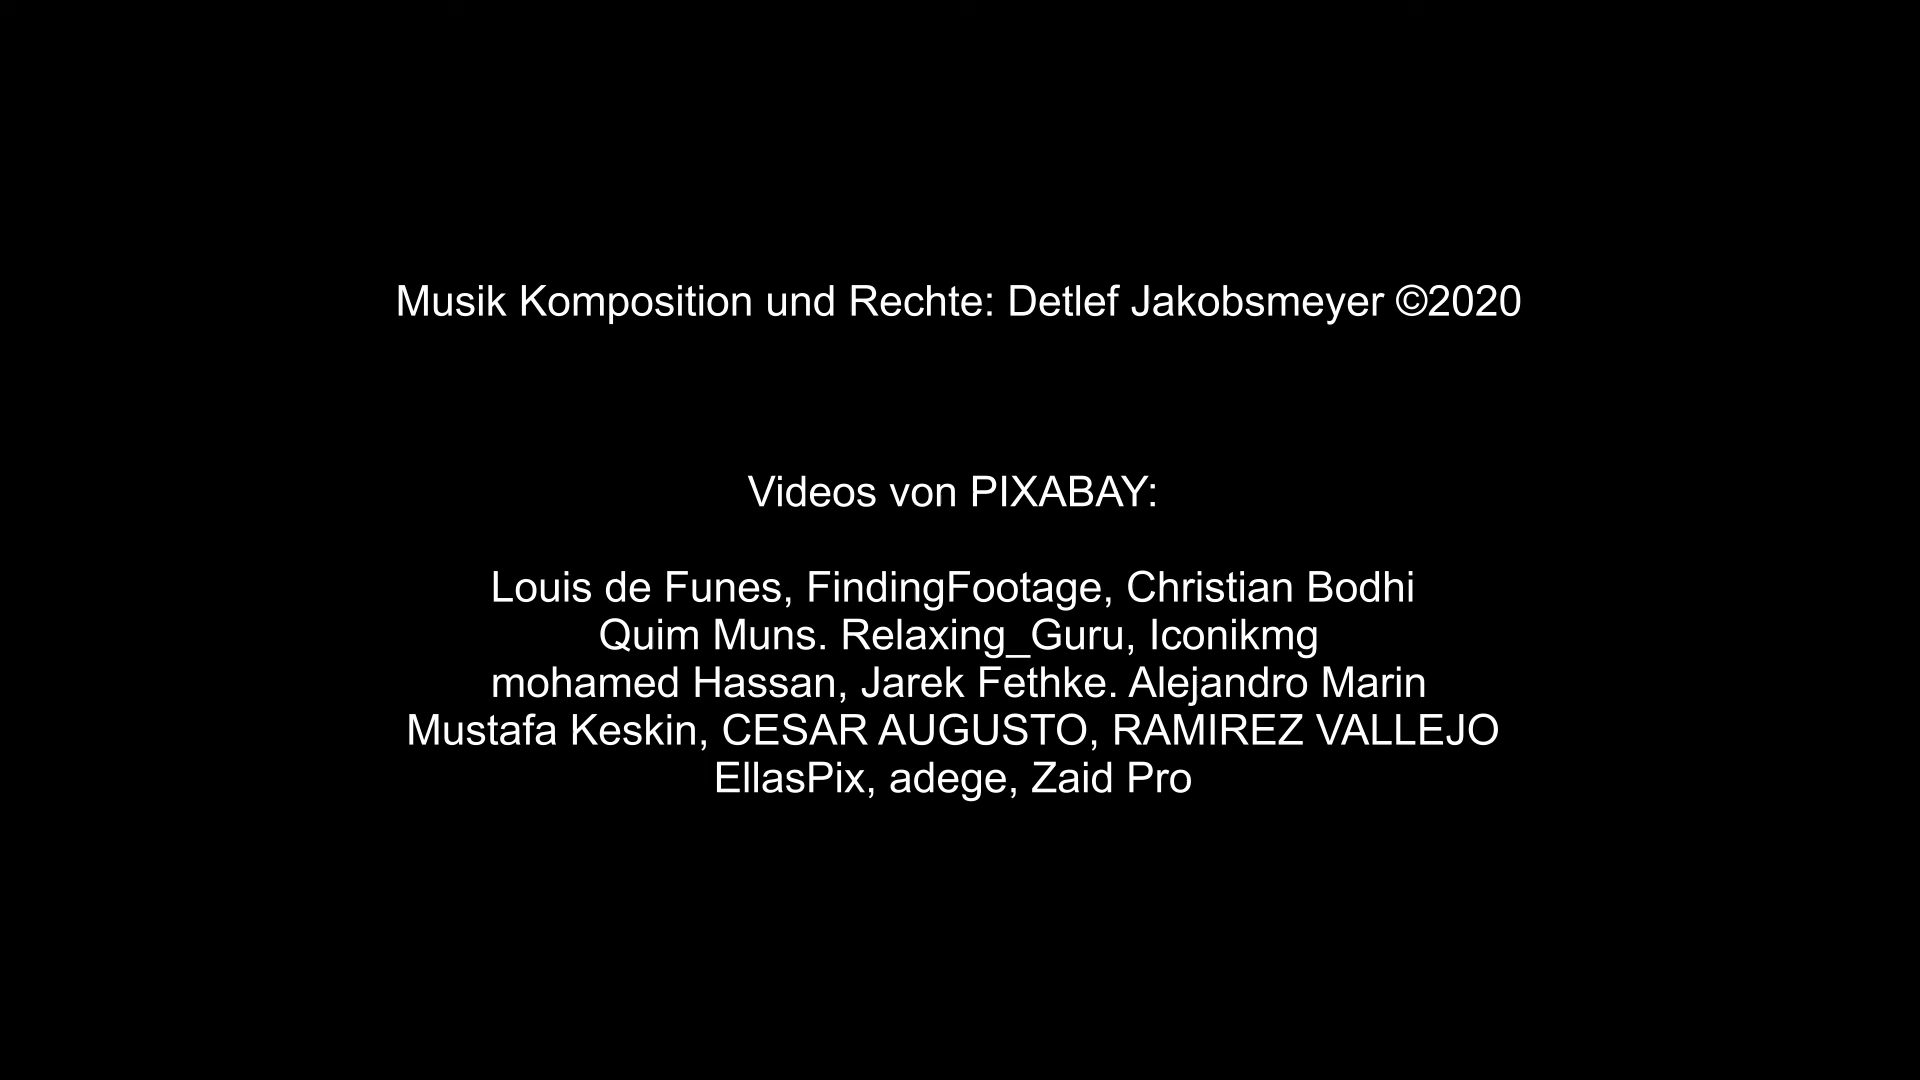 Musik Komposition und Rechte: Detlef Jakobsmeyer ©2020
Videos von PIXABAY:
Louis de Funes, FindingFootage, Christian Bodhi
Quim Muns. Relaxing_Guru, Iconikmg
mohamed Hassan, Jarek Fethke. Alejandro Marin
Mustafa Keskin, CESAR AUGUSTO, RAMIREZ VALLEJO
EllasPix, adege, Zaid Pro